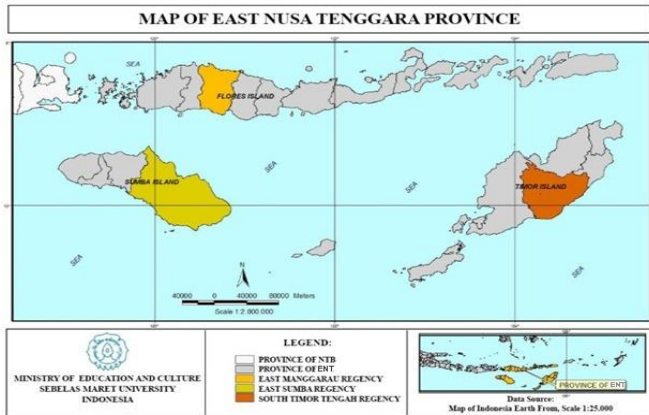 MAP OF EAST NUSA TENGGARA PROVINCE
SEA
FLORES ISLAND
SUMBA ISLAND
SEA
SEA
TIMOR ISLAND
SEA
SEA
N
40000 0 40000 80000 Meters
Scale 1:2.900.000
MINISTRY OF EDUCATION AND CULTURE
SEBELAS MARET UNIVERSITY
INDONESIA
LEGEND:
PROVINCE OF NTB
PROVINCE OF ENT
EAST MANGGARAU REGENCY
EAST SUMBA REGENCY
SOUTH TIMOR TENGAH REGENCY
PROVINCE OF ENT
Data Source:
Map of Indonesia Earth From, Scale 1:25.000